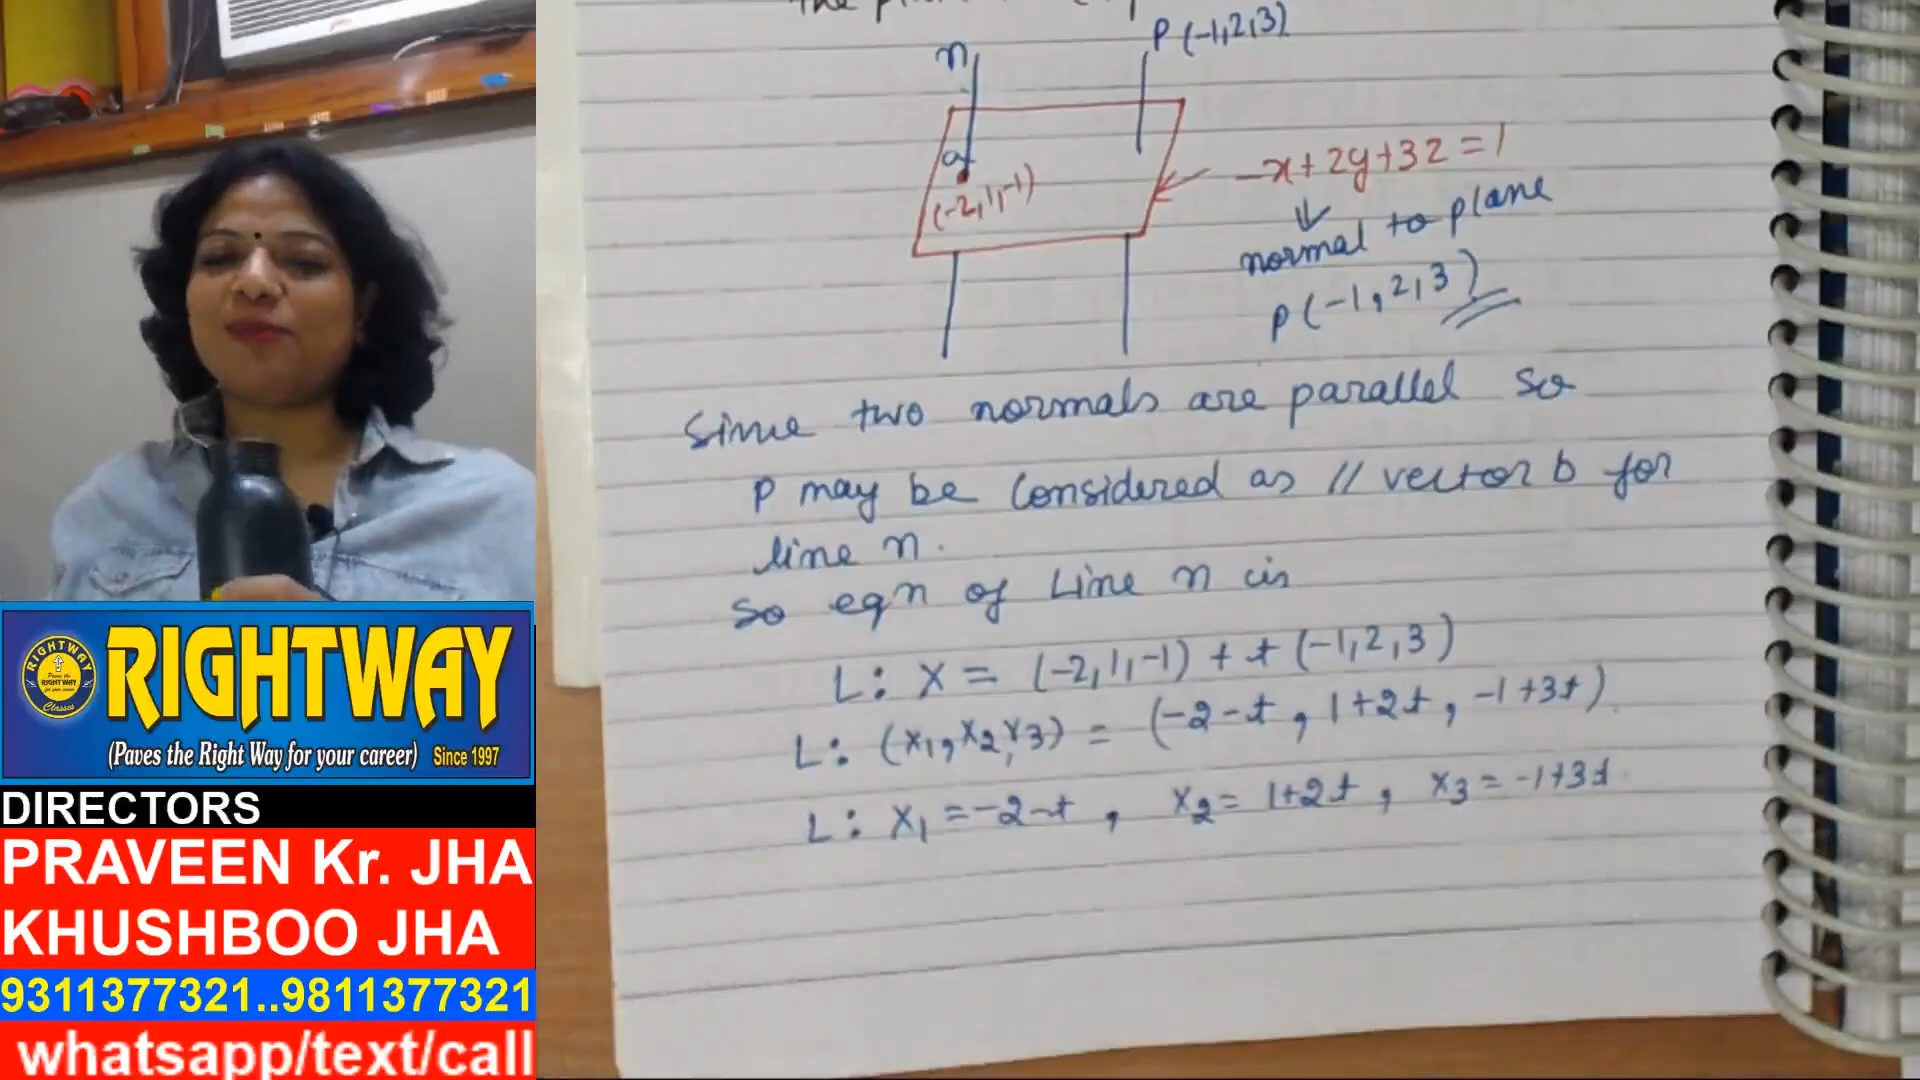 n
P(-1,2,3)
a
(-2,1,-1)
-x+2y+3z=1
normal to plane
P(-1,2,3)
Since two normals are parallel so
P may be Considered as // vector b for
line n.
So eqn of Line n is
L: X = (-2,1,-1) + t(-1,2,3)
L: (x1,x2,x3) = (-2-t, 1+2t, -1+3t).
L: x1=-2-t, x2=1+2t, x3=-1+3t.
RIGHTWAY
RIGHTWAY
Classes
(Paves the Right Way for your career) Since 1997
DIRECTORS
PRAVEEN Kr. JHA
KHUSHBOO JHA
9311377321..9811377321
whatsapp/text/call